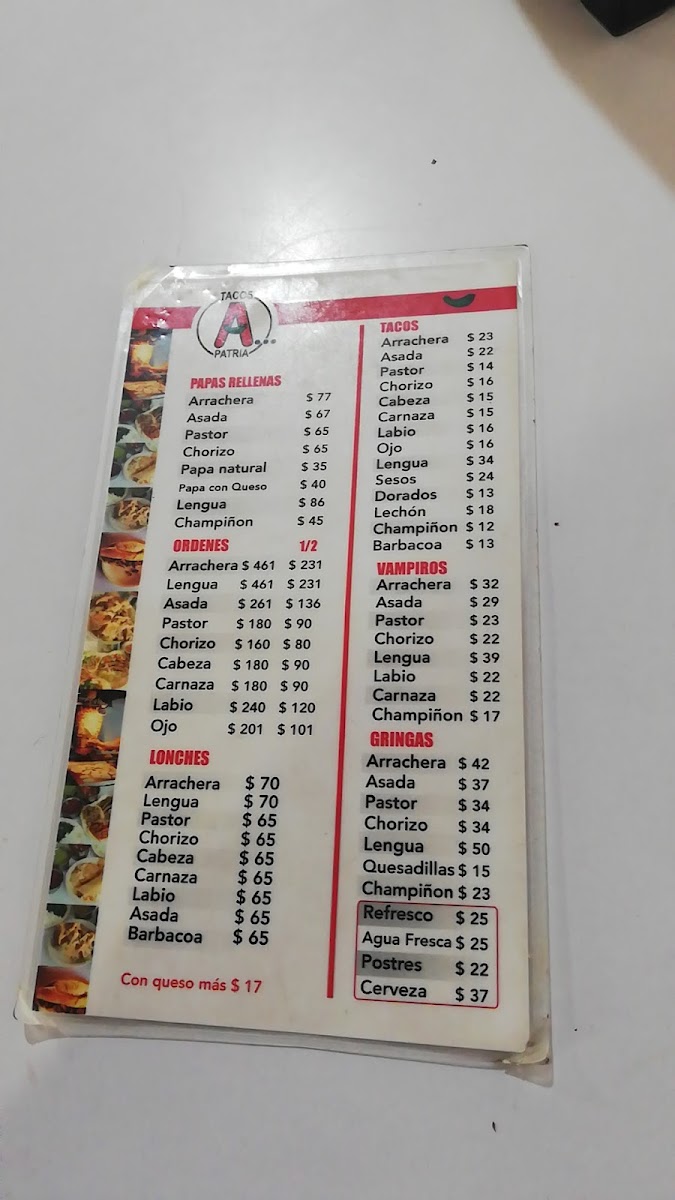 TACOS
A...
PATRIA
PAPAS RELLENAS
Arrachera $ 77
Asada $ 67
Pastor $ 65
Chorizo $ 65
Papa natural $ 35
Papa con Queso $ 40
Lengua $ 86
Champiñon $ 45
ORDENES 1/2
Arrachera $ 461 $ 231
Lengua $ 461 $ 231
Asada $ 261 $ 136
Pastor $ 180 $ 90
Chorizo $ 160 $ 80
Cabeza $ 180 $ 90
Carnaza $ 180 $ 90
Labio $ 240 $ 120
Ojo $ 201 $ 101
LONCHES
Arrachera $ 70
Lengua $ 70
Pastor $ 65
Chorizo $ 65
Cabeza $ 65
Carnaza $ 65
Labio $ 65
Asada $ 65
Barbacoa $ 65
Con queso más $ 17
TACOS
Arrachera $ 23
Asada $ 22
Pastor $ 14
Chorizo $ 16
Cabeza $ 15
Carnaza $ 15
Labio $ 16
Ojo $ 16
Lengua $ 34
Sesos $ 24
Dorados $ 13
Lechón $ 18
Champiñon $ 12
Barbacoa $ 13
VAMPIROS
Arrachera $ 32
Asada $ 29
Pastor $ 23
Chorizo $ 22
Lengua $ 39
Labio $ 22
Carnaza $ 22
Champiñon $ 17
GRINGAS
Arrachera $ 42
Asada $ 37
Pastor $ 34
Chorizo $ 34
Lengua $ 50
Quesadillas $ 15
Champiñon $ 23
Refresco $ 25
Agua Fresca $ 25
Postres $ 22
Cerveza $ 37